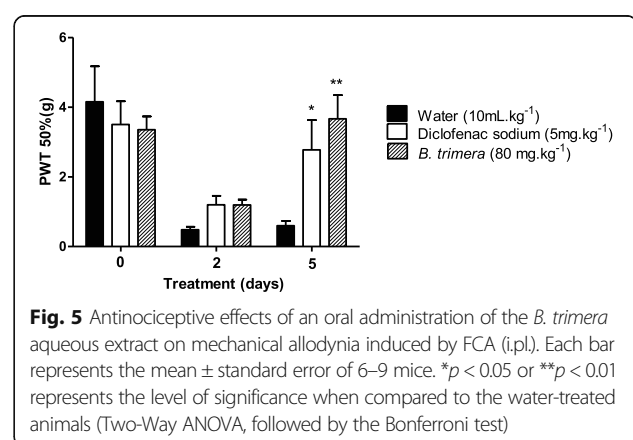 6
4
2
0
PWT 50%(g)
**
*
0 2 5
Treatment (days)
Water (10mL.kg⁻¹)
Diclofenac sodium (5mg.kg⁻¹)
B. trimera (80 mg.kg⁻¹)
Fig. 5 Antinociceptive effects of an oral administration of the B. trimera
aqueous extract on mechanical allodynia induced by FCA (i.pl.). Each bar
represents the mean ± standard error of 6–9 mice. *p < 0.05 or **p < 0.01
represents the level of significance when compared to the water-treated
animals (Two-Way ANOVA, followed by the Bonferroni test)